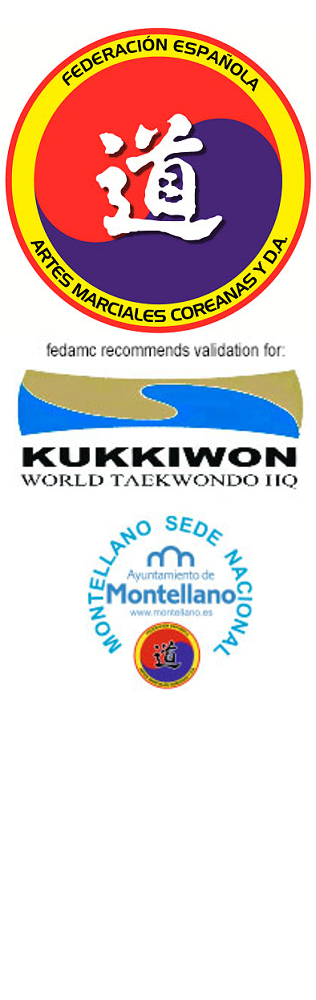 FEDERACIÓN ESPAÑOLA
道
ARTES MARCIALES COREANAS Y D.A.
fedamc recommends validation for:
KUKKIWON
WORLD TAEKWONDO HQ
MONTELLANO SEDE NACIONAL
Ayuntamiento de
Montellano
www.montellano.es
道